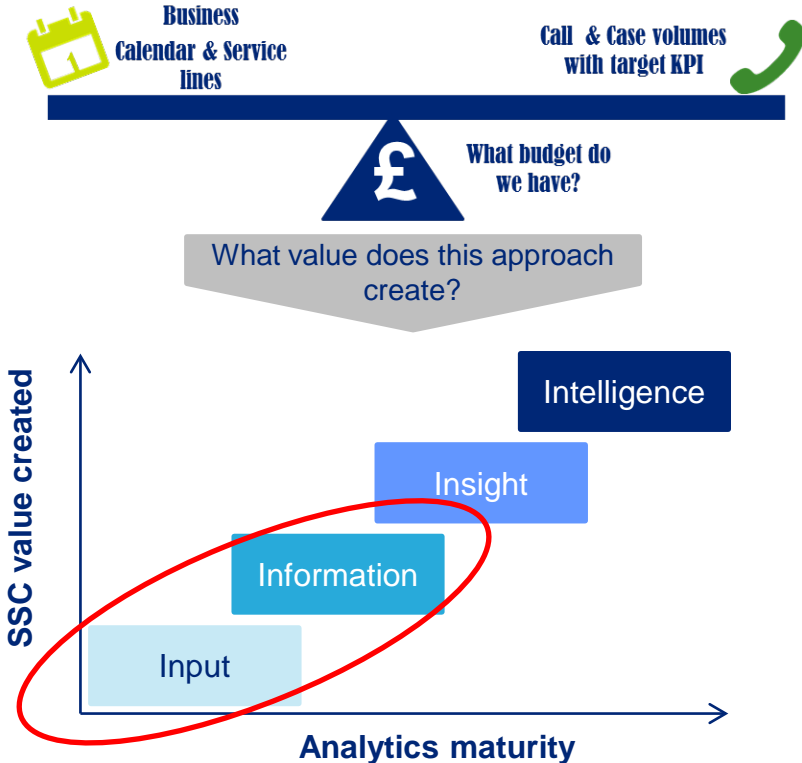 Business
Calendar & Service
lines
1
Call & Case volumes
with target KPI
£
What budget do
we have?
What value does this approach
create?
SSC value created
Intelligence
Insight
Information
Input
Analytics maturity